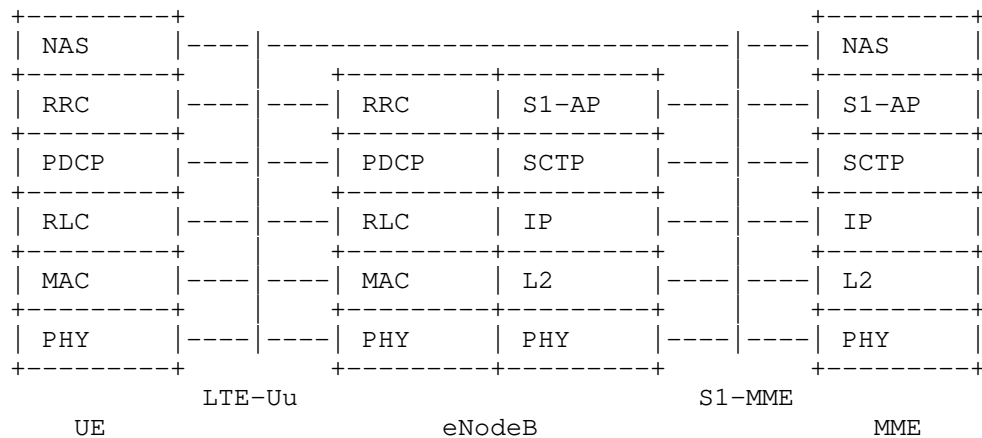 NAS NAS
RRC RRC S1-AP S1-AP
PDCP PDCP SCTP SCTP
RLC RLC IP IP
MAC MAC L2 L2
PHY PHY PHY PHY
LTE-Uu S1-MME
UE eNodeB MME